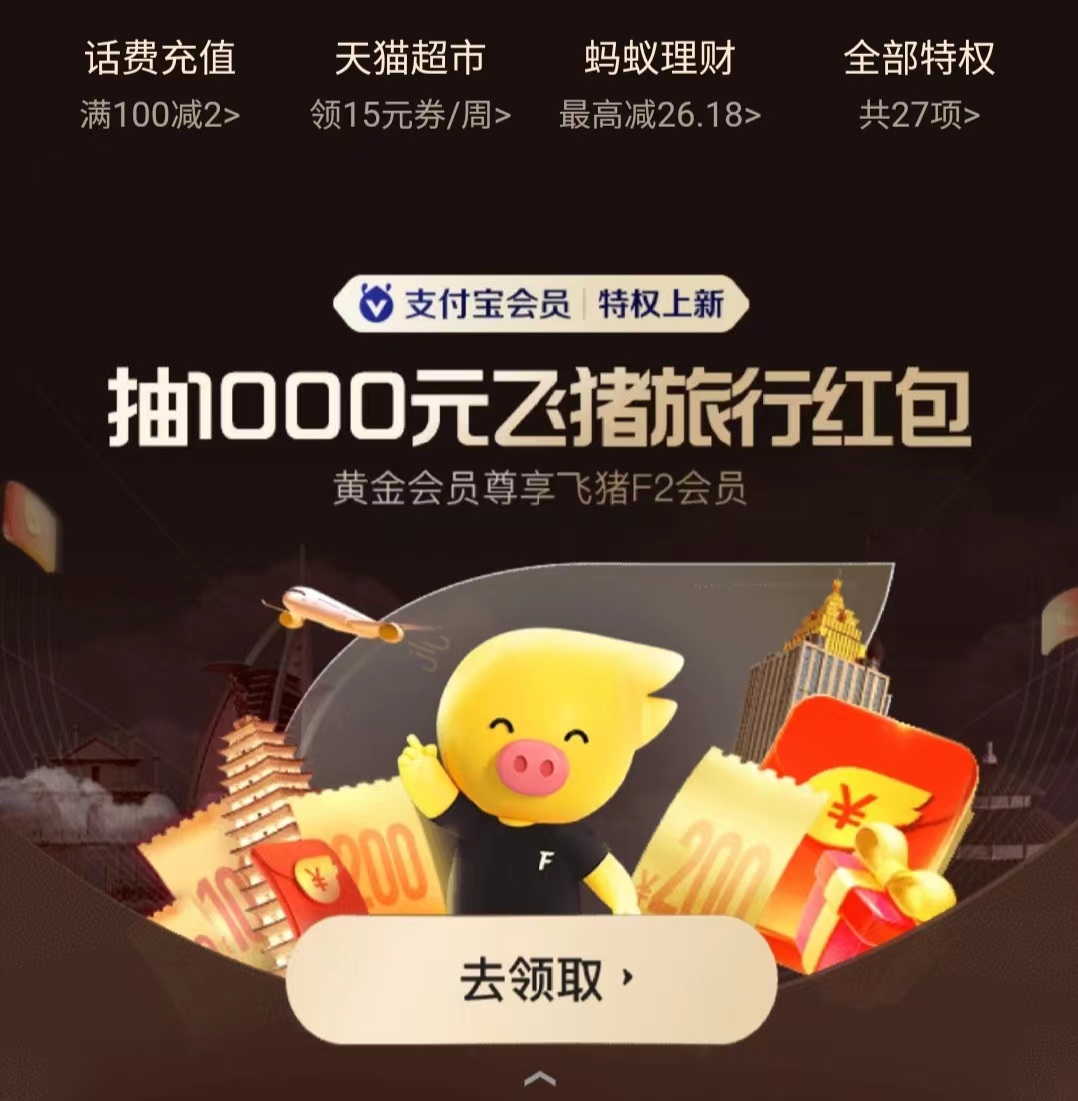 话费充值 天猫超市 蚂蚁理财 全部特权
满100减2> 领15元券/周> 最高减26.18> 共27项>
支付宝会员 | 特权上新
抽1000元飞猪旅行红包
黄金会员尊享飞猪F2会员
F
200
¥200
去领取 ›